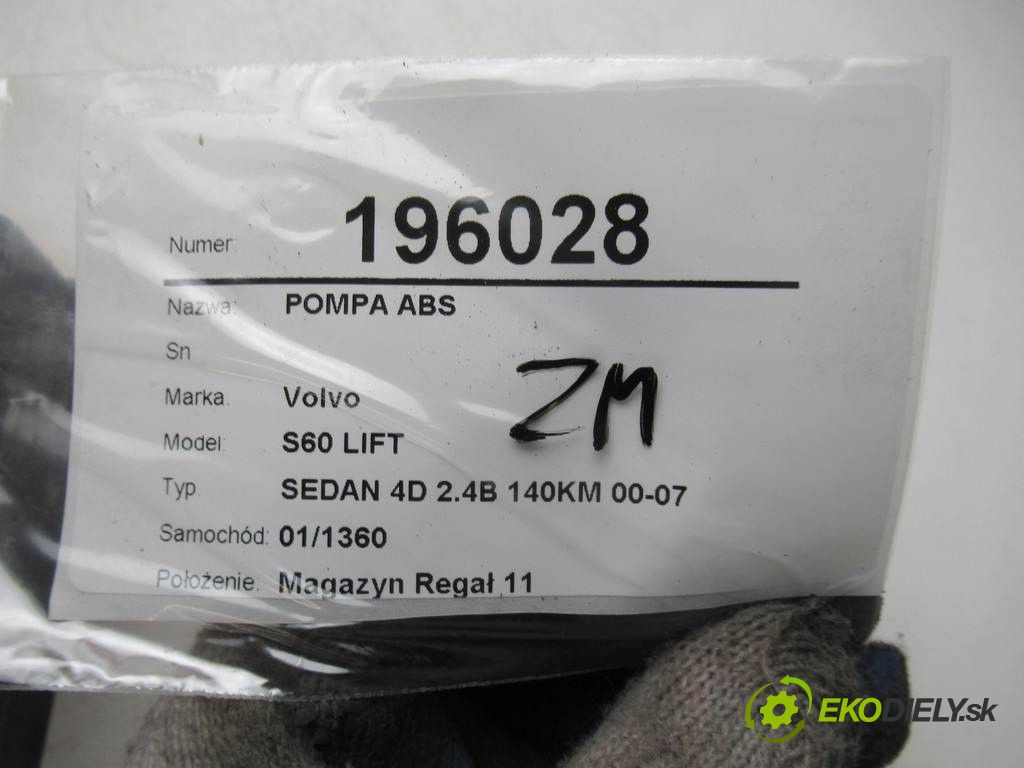 Numer: 196028
Nazwa: POMPA ABS
Sn
Marka. Volvo
ZM
Model: S60 LIFT
Typ. SEDAN 4D 2.4B 140KM 00-07
Samochód: 01/1360
Położenie. Magazyn Regał 11
EKODIELY.sk